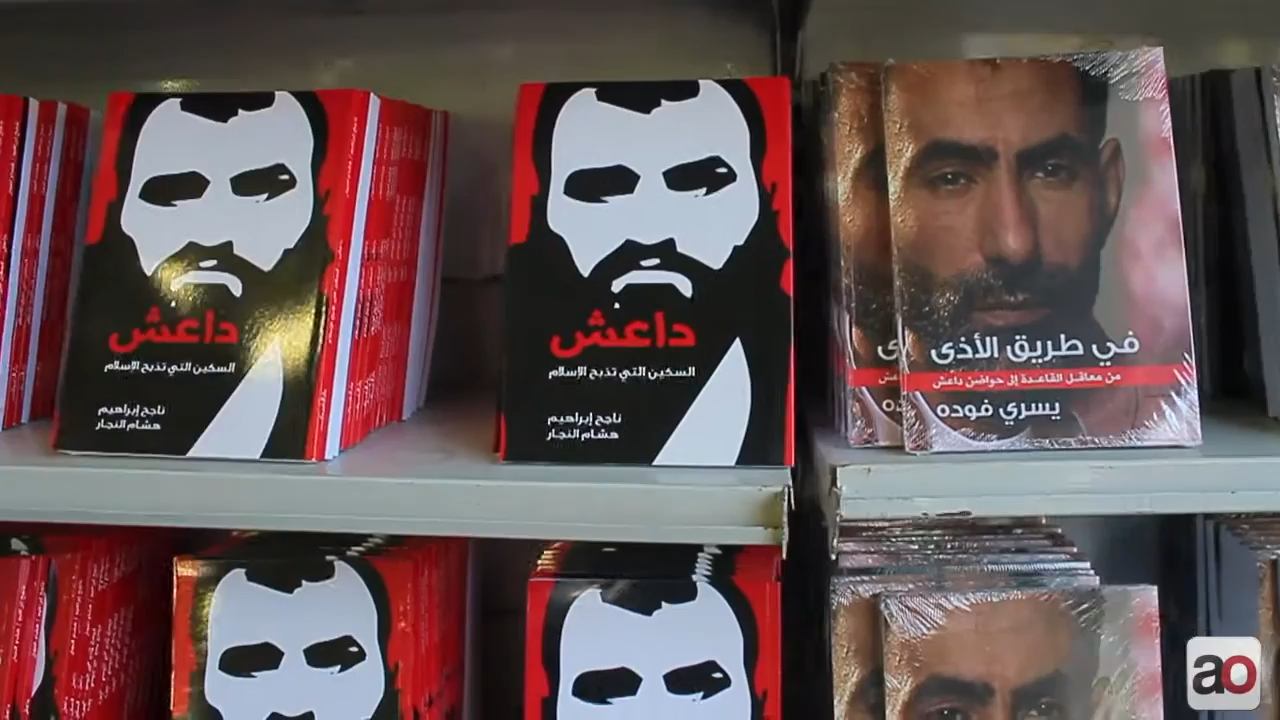 داعش
السكين التي تذبح الإسلام
ناجح إبراهيم
هشام النجار
داعش
السكين التي تذبح الإسلام
ناجح إبراهيم
هشام النجار
في طريق الأذى
من معاقل القاعدة إلى حواضن داعش
يسري فوده
ao